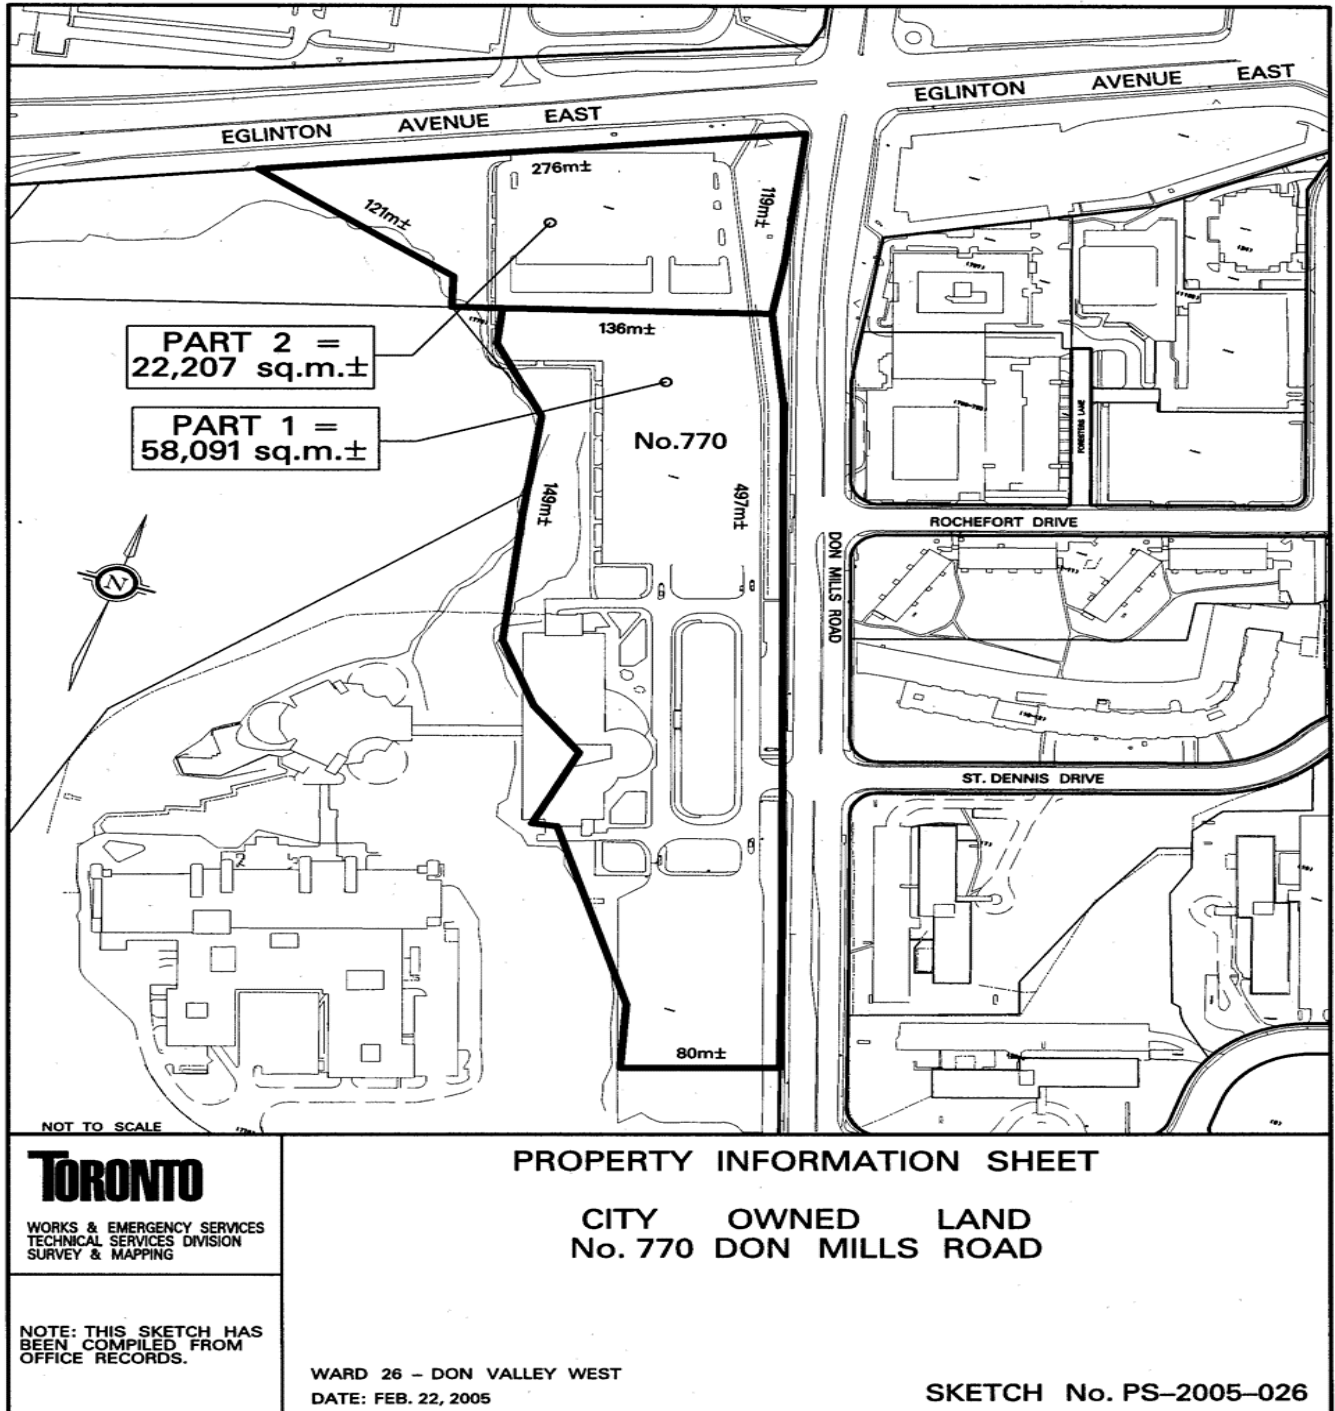 EGLINTON AVENUE EAST
EGLINTON AVENUE EAST
276m±
121m±
119m±
136m±
PART 2 =
22,207 sq.m.±
PART 1 =
58,091 sq.m.±
No.770
149m±
497m±
FORESTERS LANE
ROCHEFORT DRIVE
DON MILLS ROAD
N
ST. DENNIS DRIVE
80m±
NOT TO SCALE
TORONTO
WORKS & EMERGENCY SERVICES
TECHNICAL SERVICES DIVISION
SURVEY & MAPPING
NOTE: THIS SKETCH HAS
BEEN COMPILED FROM
OFFICE RECORDS.
PROPERTY INFORMATION SHEET
CITY OWNED LAND
No. 770 DON MILLS ROAD
WARD 26 – DON VALLEY WEST
DATE: FEB. 22, 2005
SKETCH No. PS–2005–026